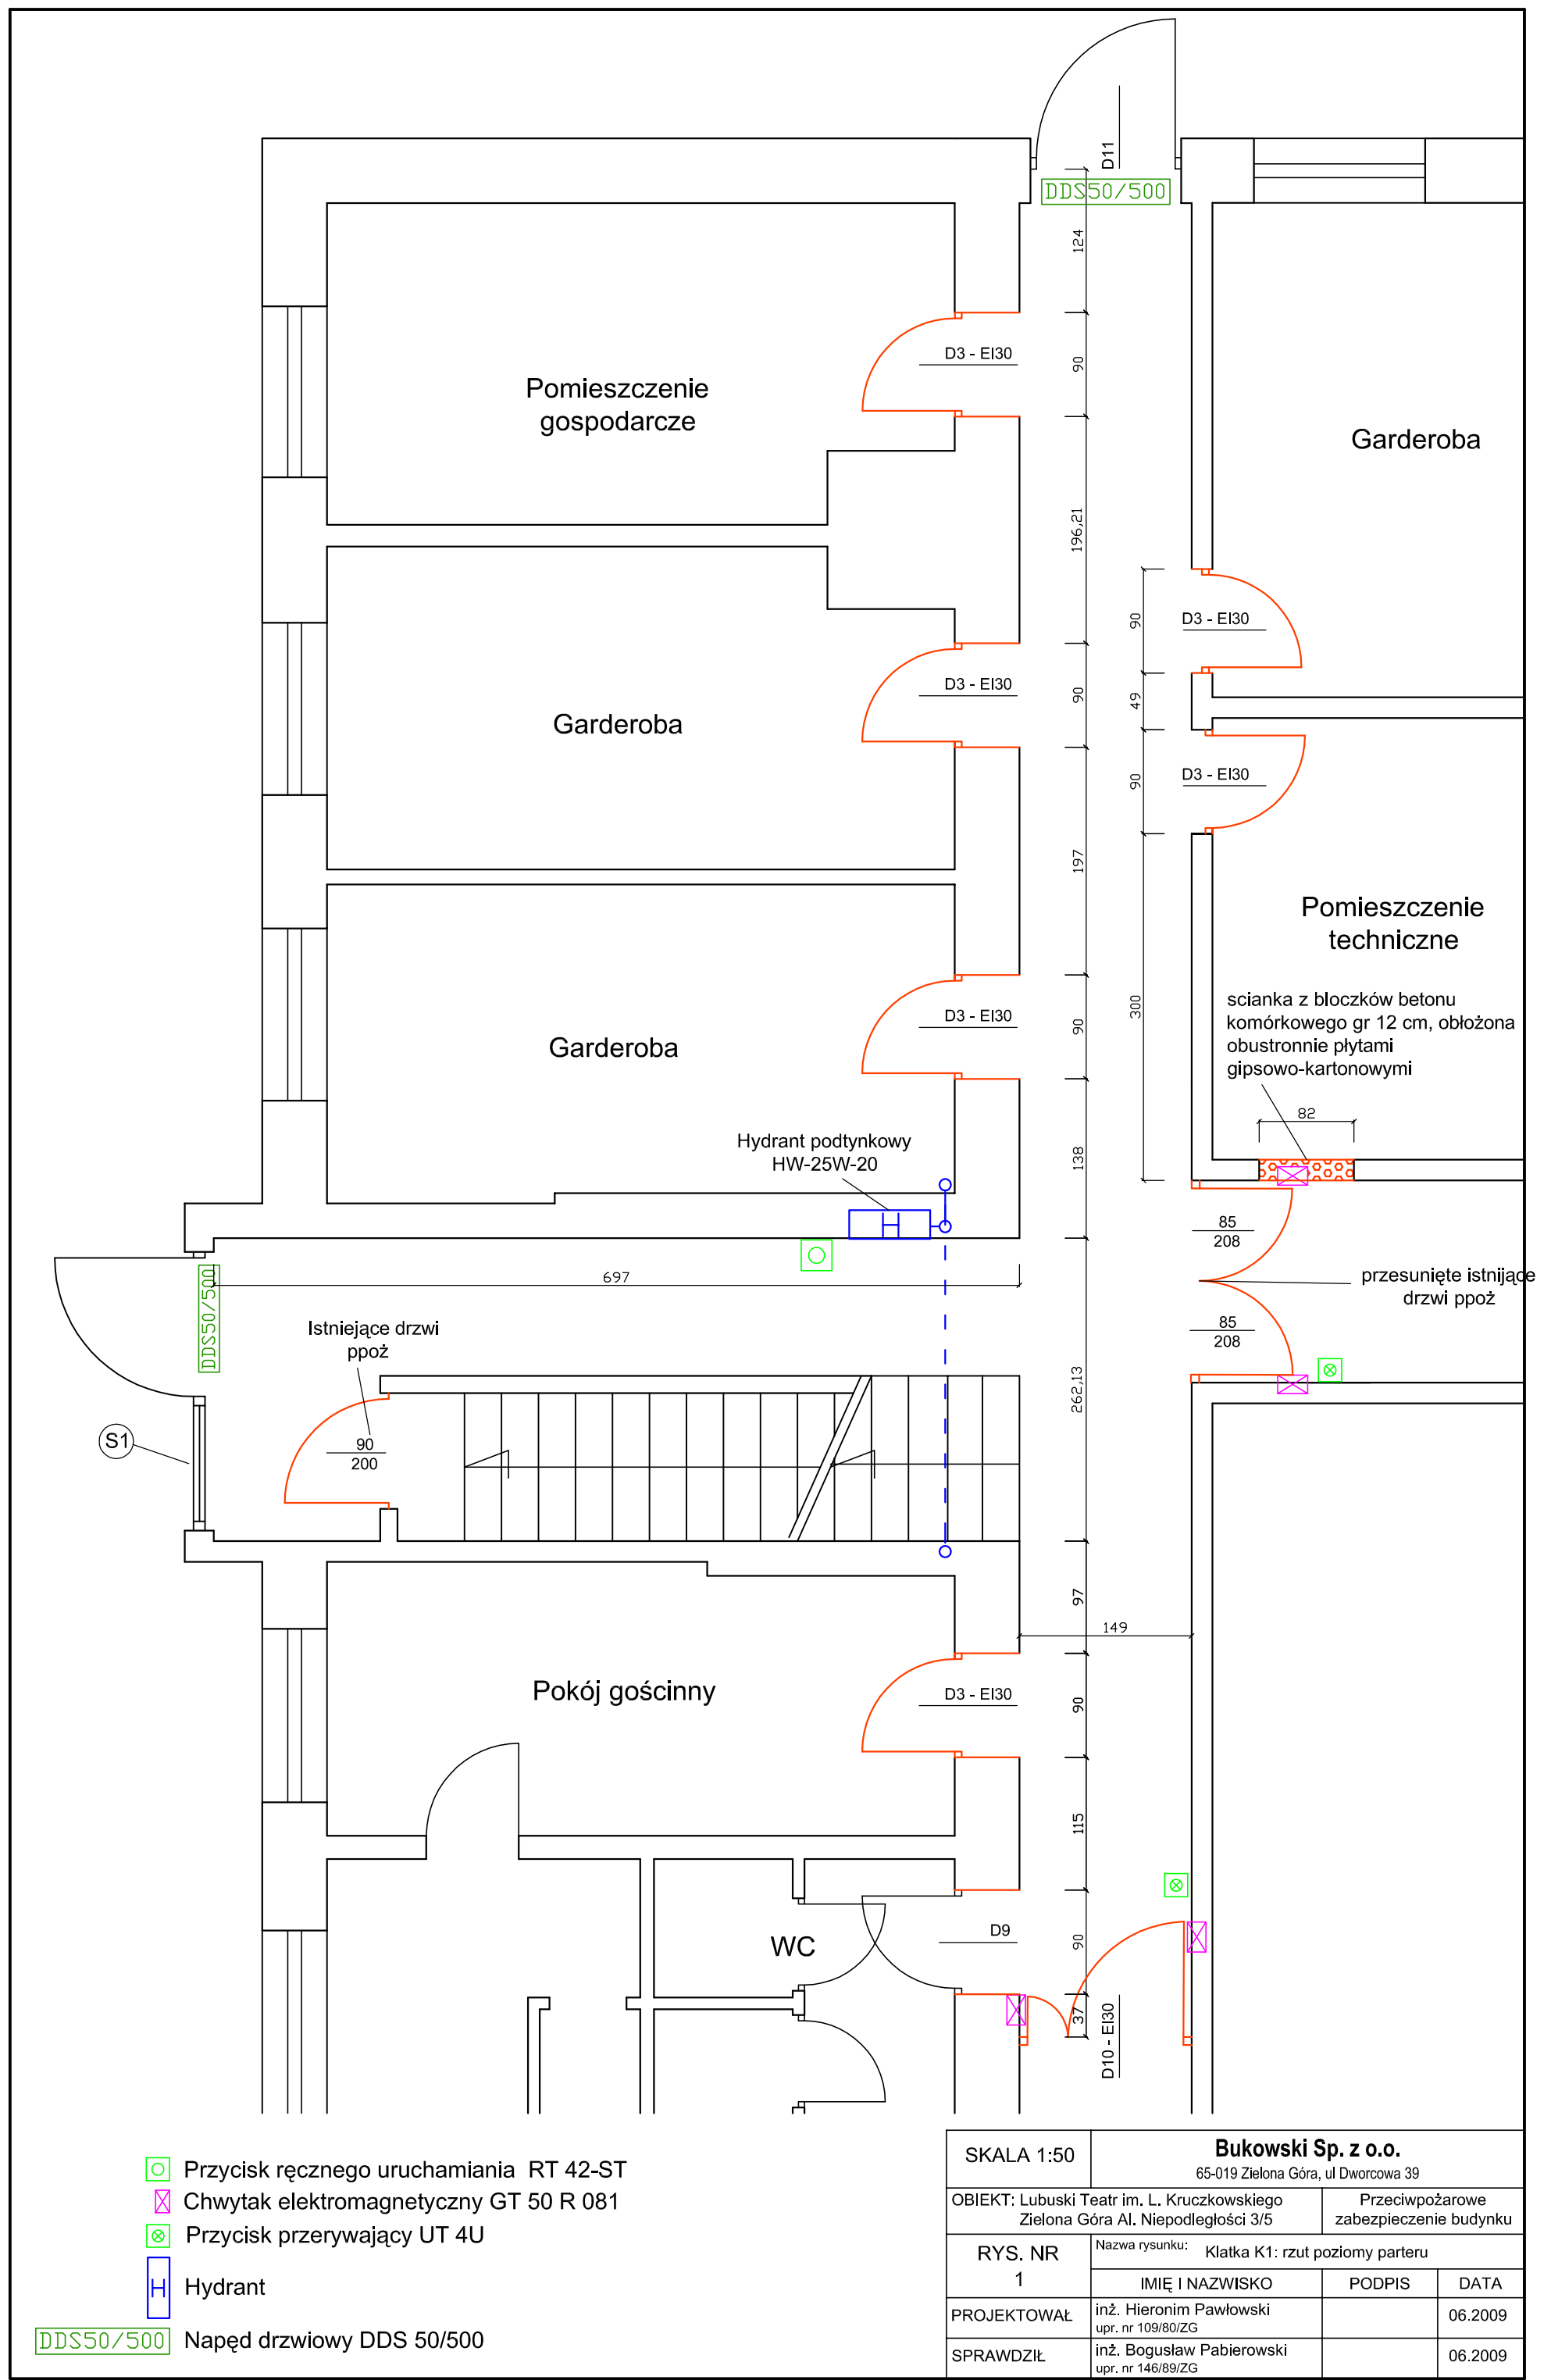 D11
DDS50/500
124
D3 - EI30
90
Pomieszczenie
gospodarcze
Garderoba
196,21
90
D3 - EI30
D3 - EI30
90
49
Garderoba
90
D3 - EI30
197
Pomieszczenie
techniczne
300
scianka z bloczków betonu
komórkowego gr 12 cm, obłożona
obustronnie płytami
gipsowo-kartonowymi
D3 - EI30
90
Garderoba
82
Hydrant podtynkowy
HW-25W-20
138
H
85
208
697
DDS50/500
przesunięte istnijące
drzwi ppoż
Istniejące drzwi
ppoż
85
208
262,13
S1
90
200
97
149
Pokój gościnny
D3 - EI30
90
115
D9
WC
90
37
D10 - EI30
Przycisk ręcznego uruchamiania RT 42-ST
Chwytak elektromagnetyczny GT 50 R 081
Przycisk przerywający UT 4U
H Hydrant
DDS50/500 Napęd drzwiowy DDS 50/500
SKALA 1:50
Bukowski Sp. z o.o.
65-019 Zielona Góra, ul Dworcowa 39
OBIEKT: Lubuski Teatr im. L. Kruczkowskiego
Zielona Góra Al. Niepodległości 3/5
Przeciwpożarowe
zabezpieczenie budynku
RYS. NR
1
Nazwa rysunku: Klatka K1: rzut poziomy parteru
IMIĘ I NAZWISKO PODPIS DATA
PROJEKTOWAŁ inż. Hieronim Pawłowski 06.2009
upr. nr 109/80/ZG
SPRAWDZIŁ inż. Bogusław Pabierowski 06.2009
upr. nr 146/89/ZG